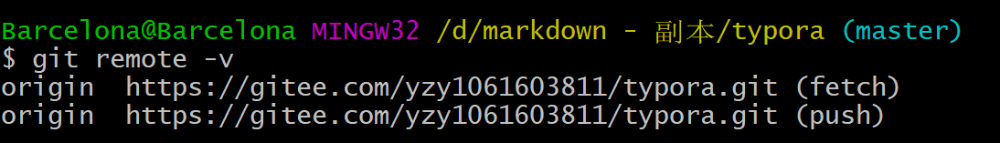 Barcelona@Barcelona MINGW32 /d/markdown - 副本/typora (master)
$ git remote -v
origin  https://gitee.com/yzy1061603811/typora.git (fetch)
origin  https://gitee.com/yzy1061603811/typora.git (push)